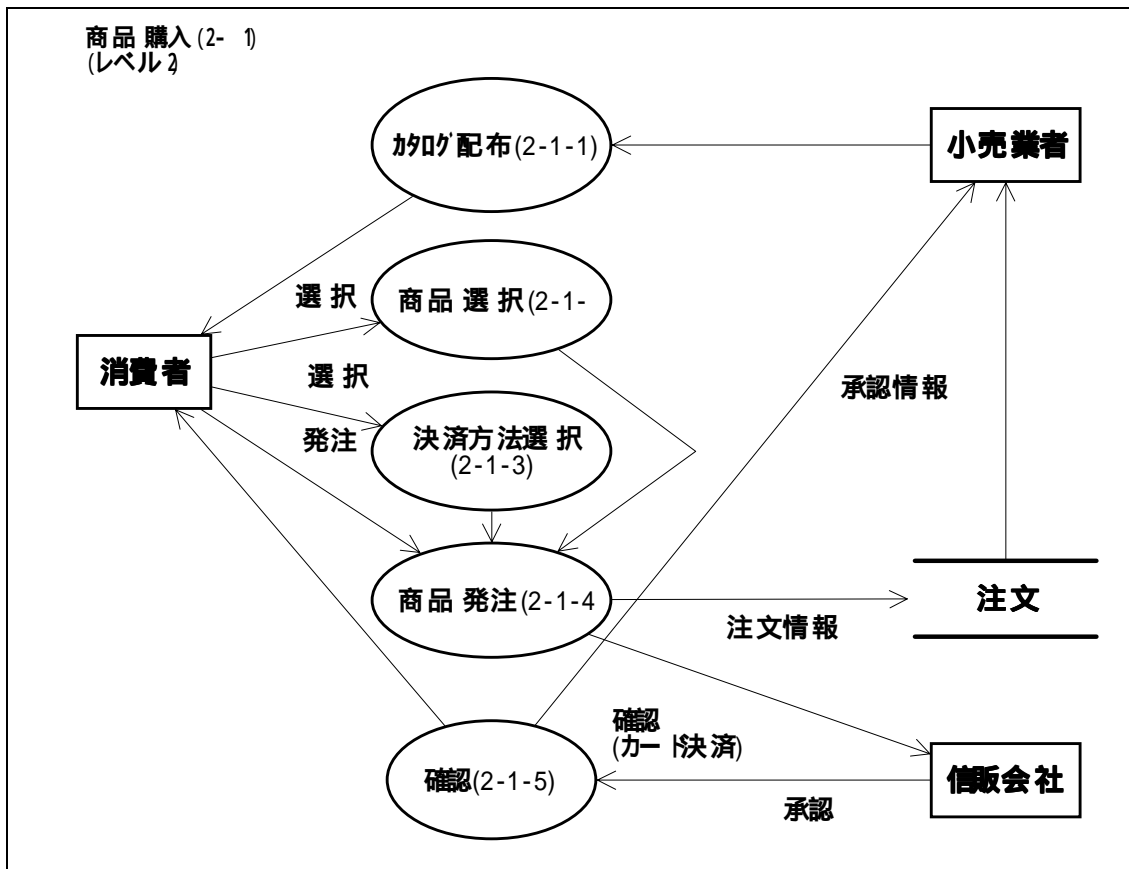 商品購入(2-1)
(レベル2)
カタログ配布(2-1-1)
小売業者
選択
商品選択(2-1-
消費者
選択
承認情報
発注
決済方法選択
(2-1-3)
商品発注(2-1-4
注文
注文情報
確認
(カード決済)
確認(2-1-5)
信販会社
承認